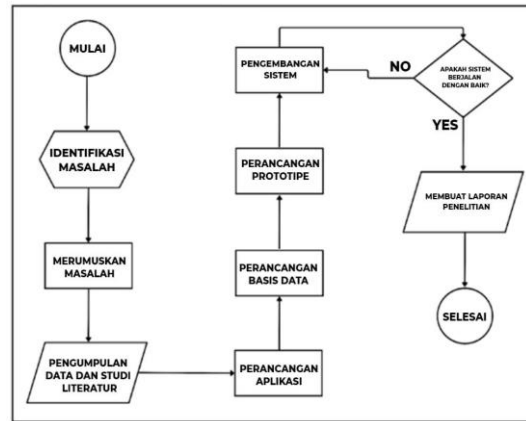 MULAI
IDENTIFIKASI
MASALAH
MERUMUSKAN
MASALAH
PENGUMPULAN
DATA DAN STUDI
LITERATUR
PERANCANGAN
APLIKASI
PERANCANGAN
BASIS DATA
PERANCANGAN
PROTOTIPE
PENGEMBANGAN
SISTEM
APAKAH SISTEM
BERJALAN
DENGAN BAIK?
NO
YES
MEMBUAT LAPORAN
PENELITIAN
SELESAI